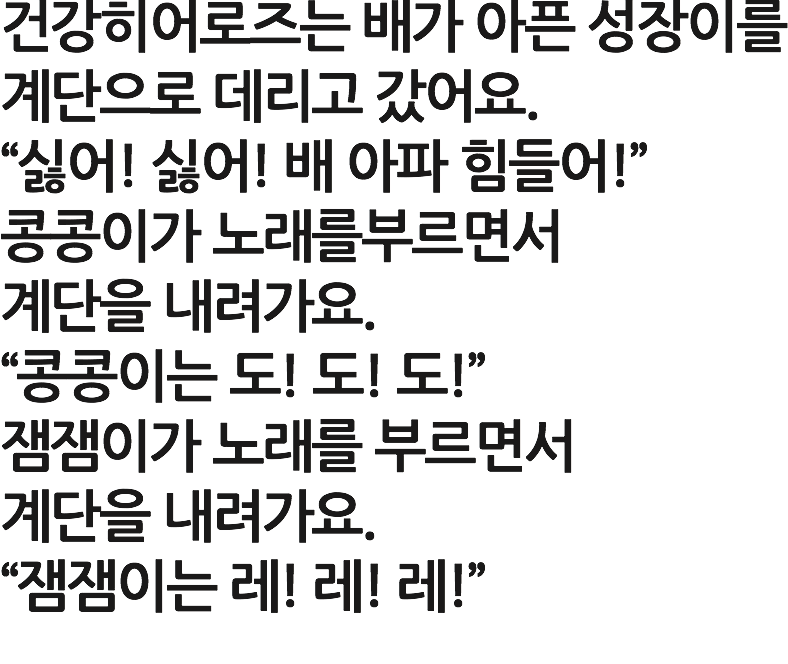 건강히어로즈는 배가 아픈 성장이를
계단으로 데리고 갔어요.
“싫어! 싫어! 배 아파 힘들어!”
콩콩이가 노래를부르면서
계단을 내려가요.
“콩콩이는 도! 도! 도!”
잼잼이가 노래를 부르면서
계단을 내려가요.
“잼잼이는 레! 레! 레!”